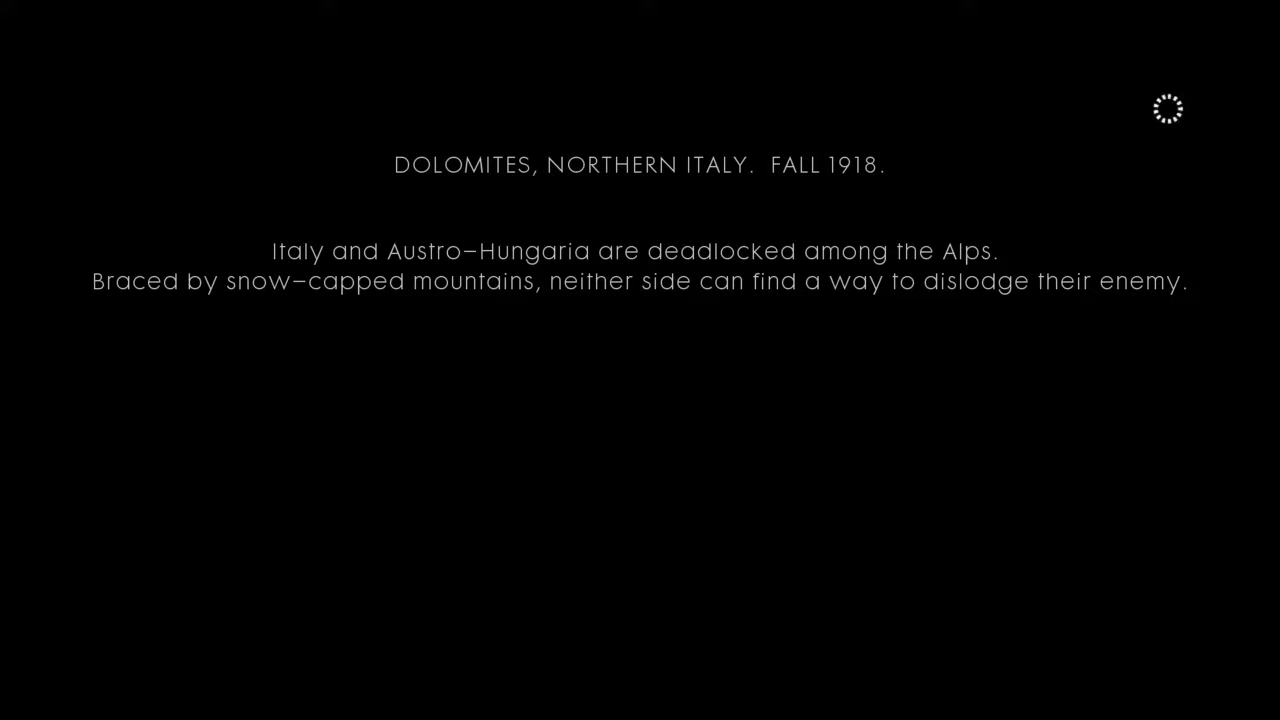 DOLOMITES, NORTHERN ITALY.  FALL 1918.
Italy and Austro-Hungaria are deadlocked among the Alps.
Braced by snow-capped mountains, neither side can find a way to dislodge their enemy.